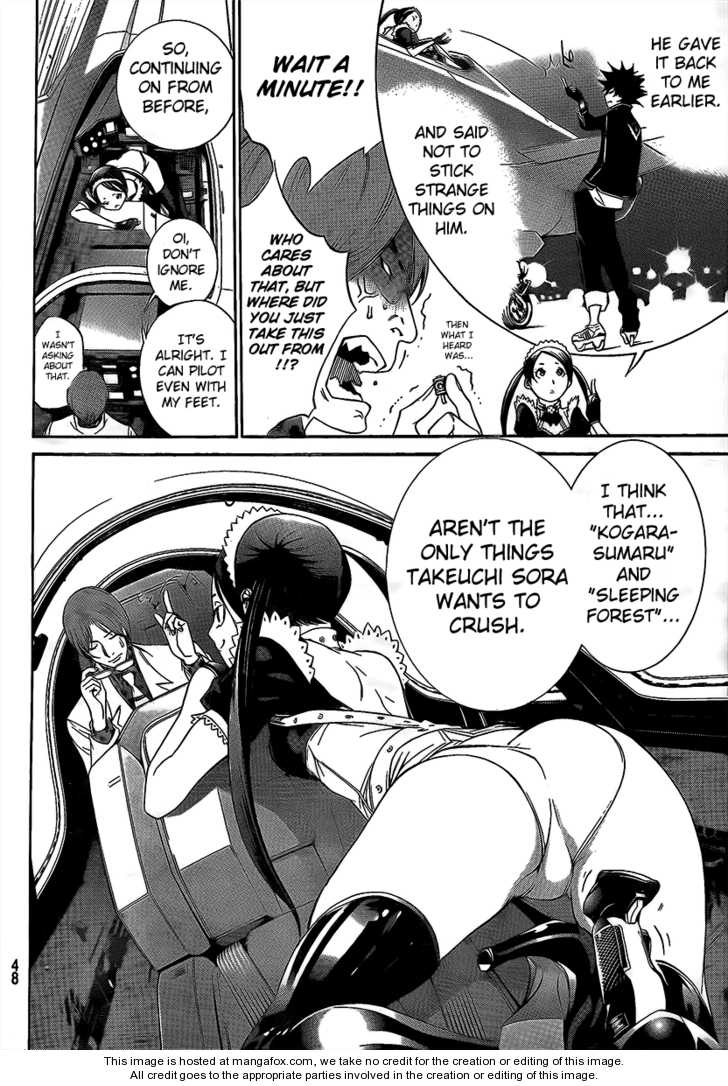 HE GAVE
IT BACK
TO ME
EARLIER.
AND SAID
NOT TO
STICK
STRANGE
THINGS ON
HIM.
WAIT A
MINUTE!!
THEN WHAT I
HEARD
WAS...
WHO
CARES
ABOUT
THAT, BUT
WHERE DID
YOU JUST
TAKE THIS
OUT FROM
!!?
SO,
CONTINUING
ON FROM
BEFORE,
OI,
DON'T
IGNORE
ME.
IT'S
ALRIGHT. I
CAN PILOT
EVEN WITH
MY FEET.
I
WASN'T
ASKING
ABOUT
THAT.
I THINK
THAT...
"KOGARA-
SUMARU"
AND
"SLEEPING
FOREST"...
AREN'T THE
ONLY THINGS
TAKEUCHI SORA
WANTS TO
CRUSH.
48
This image is hosted at mangafox.com, we take no credit for the creation or editing of this image.
All credit goes to the appropriate parties involved in the creation or editing of this image.